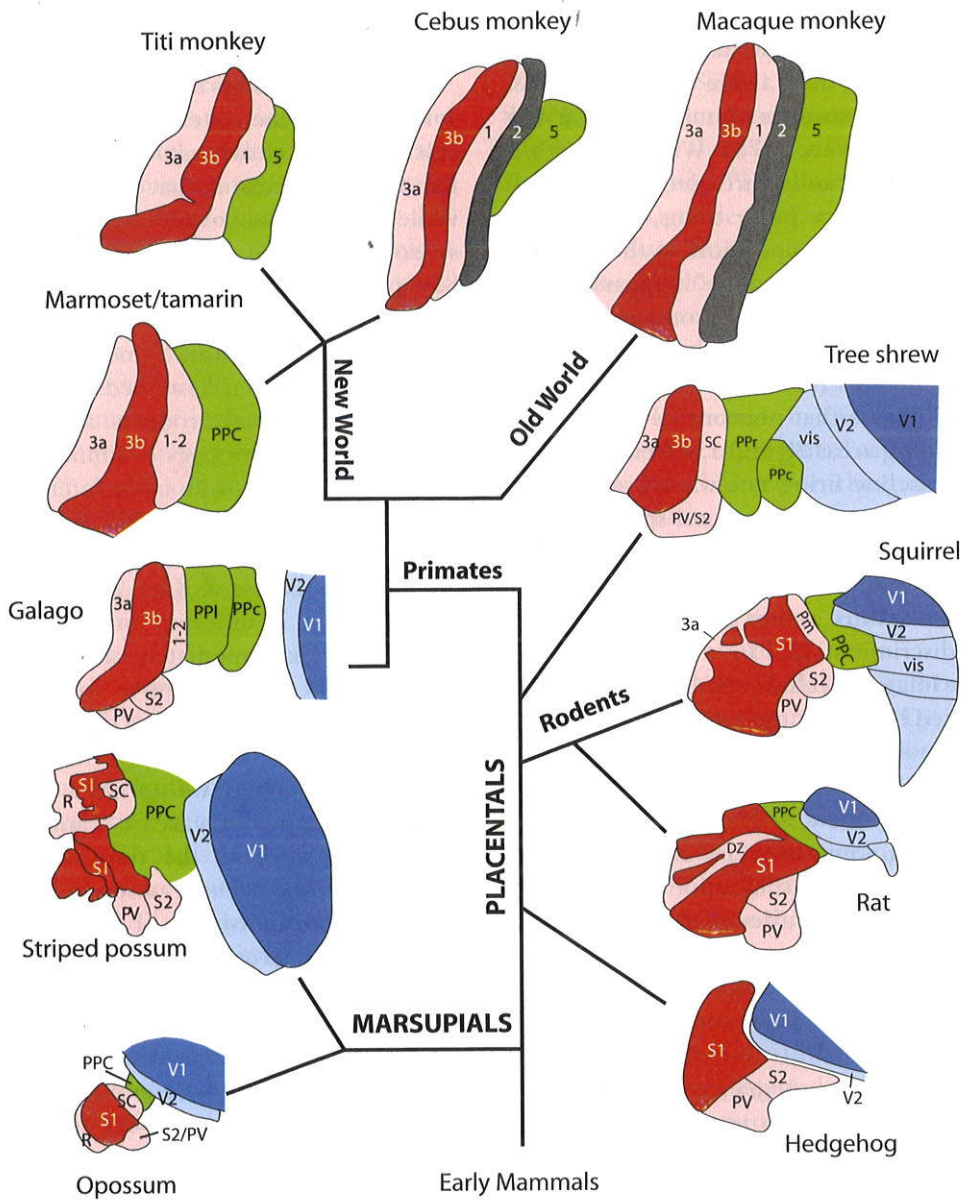 Titi monkey
Cebus monkey
Macaque monkey
3a
3b
1
5
3a
3b
1
2
5
3a
3b
1
2
5
Marmoset/tamarin
3a
3b
1-2
PPC
New World
Old World
Tree shrew
3a
3b
SC
PPr
PPc
PV/S2
vis
V2
V1
Primates
Galago
3a
3b
1-2
PPl
PPc
S2
PV
V2
V1
Squirrel
3a
S1
Pm
PPC
S2
PV
V1
V2
vis
Rodents
PLACENTALS
R
S1
SC
PPC
S1
PV
S2
V2
V1
Striped possum
PPC
V1
V2
DZ
S1
S2
PV
Rat
MARSUPIALS
PPC
V1
V2
SC
S1
R
S2/PV
Opossum
S1
V1
S2
PV
V2
Hedgehog
Early Mammals